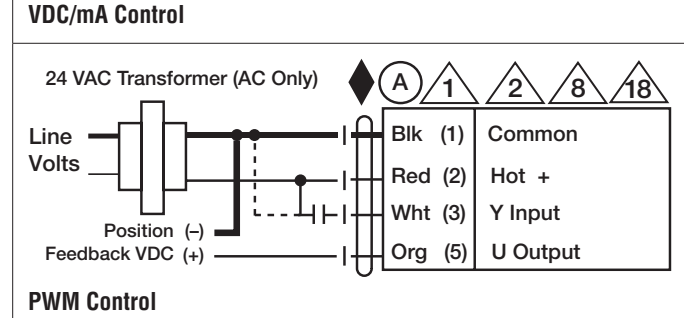 VDC/mA Control
24 VAC Transformer (AC Only)
A 1 2 8 18
Line Volts
Blk (1) Common
Red (2) Hot +
Wht (3) Y Input
Position (–)
Feedback VDC (+)
Org (5) U Output
PWM Control